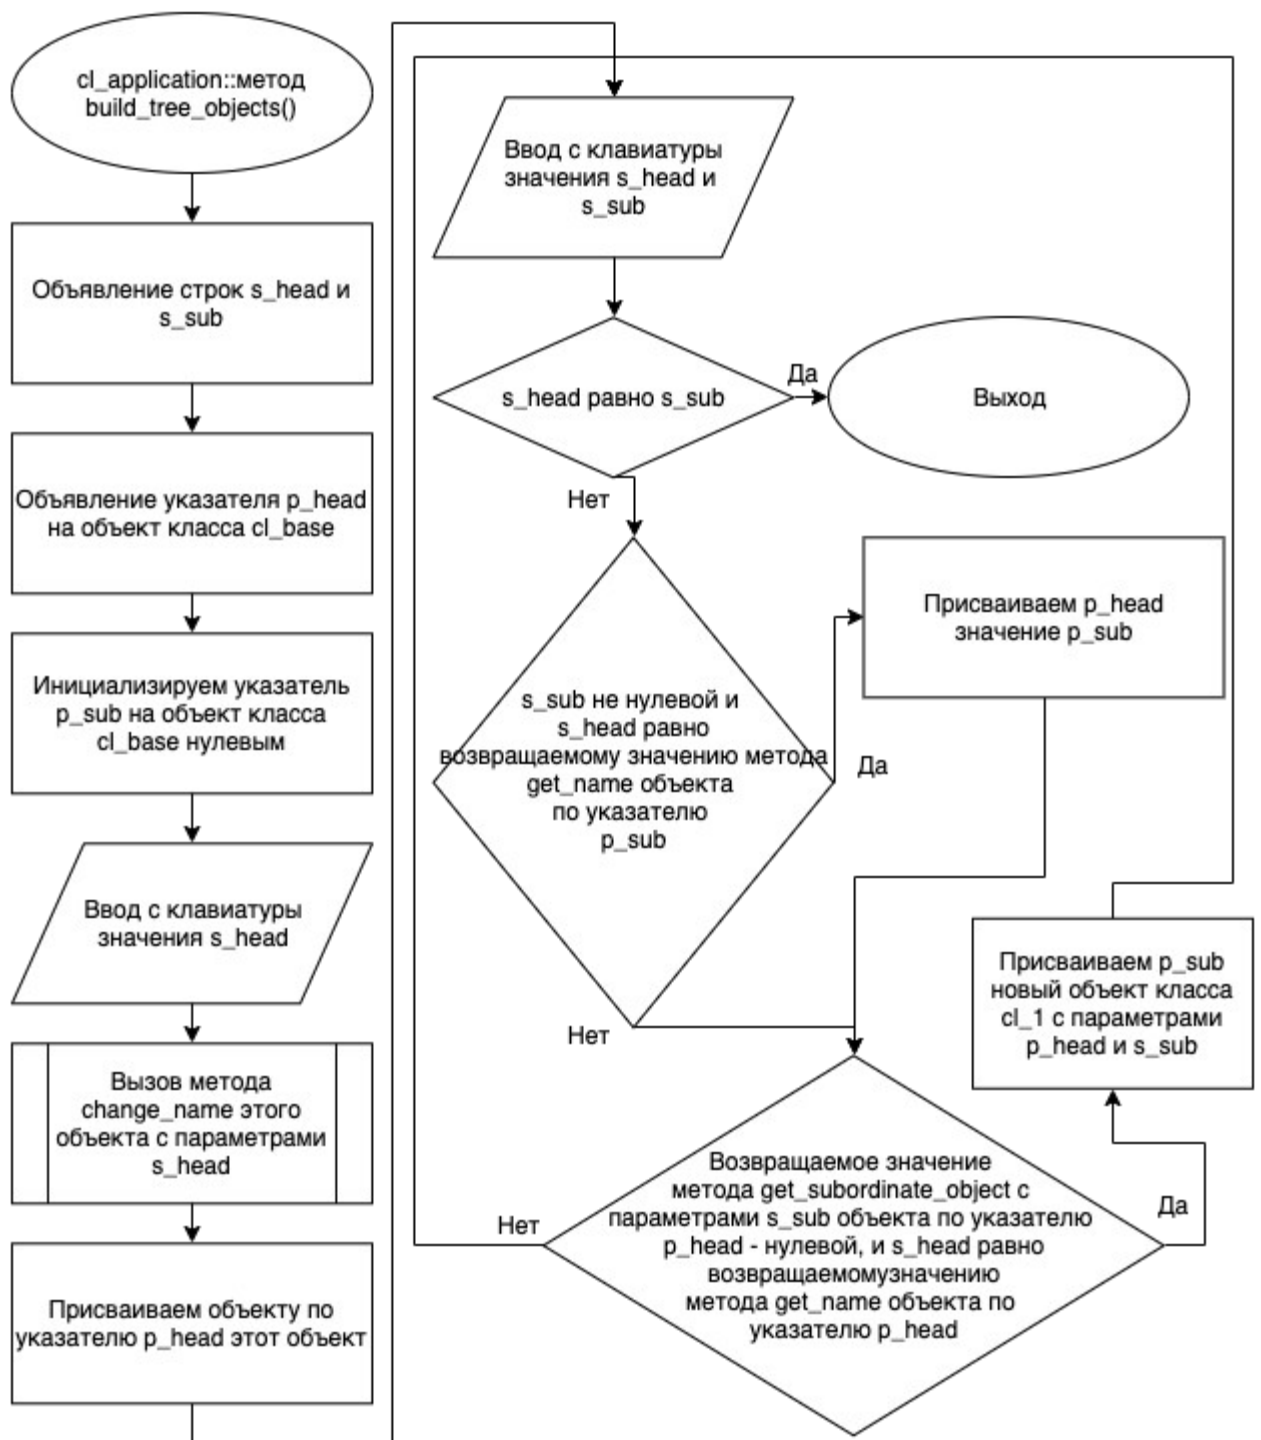 cl_application::метод
build_tree_objects()
Объявление строк s_head и
s_sub
Объявление указателя p_head
на объект класса cl_base
Инициализируем указатель
p_sub на объект класса
cl_base нулевым
Ввод с клавиатуры
значения s_head
Вызов метода
change_name этого
объекта с параметрами
s_head
Присваиваем объекту по
указателю p_head этот объект
Ввод с клавиатуры
значения s_head и
s_sub
s_head равно s_sub
Да
Выход
Нет
s_sub не нулевой и
s_head равно
возвращаемому значению метода
get_name объекта
по указателю
p_sub
Да
Присваиваем p_head
значение p_sub
Нет
Возвращаемое значение
метода get_subordinate_object с
параметрами s_sub объекта по указателю
p_head - нулевой, и s_head равно
возвращаемомузначению
метода get_name объекта по
указателю p_head
Нет
Да
Присваиваем p_sub
новый объект класса
cl_1 с параметрами
p_head и s_sub